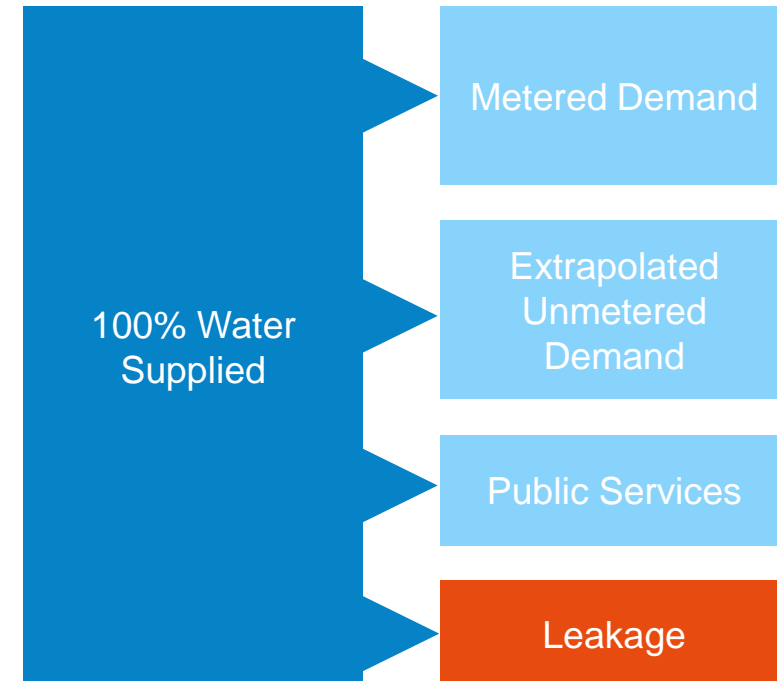 100% Water
Supplied
Metered Demand
Extrapolated
Unmetered
Demand
Public Services
Leakage